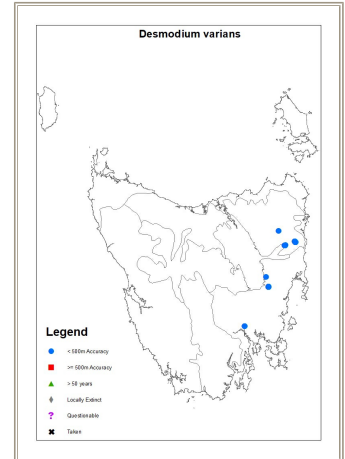 Desmodium varians
Legend
< 500m Accuracy
>= 500m Accuracy
> 50 years
Locally Extinct
? Questionable
Taken